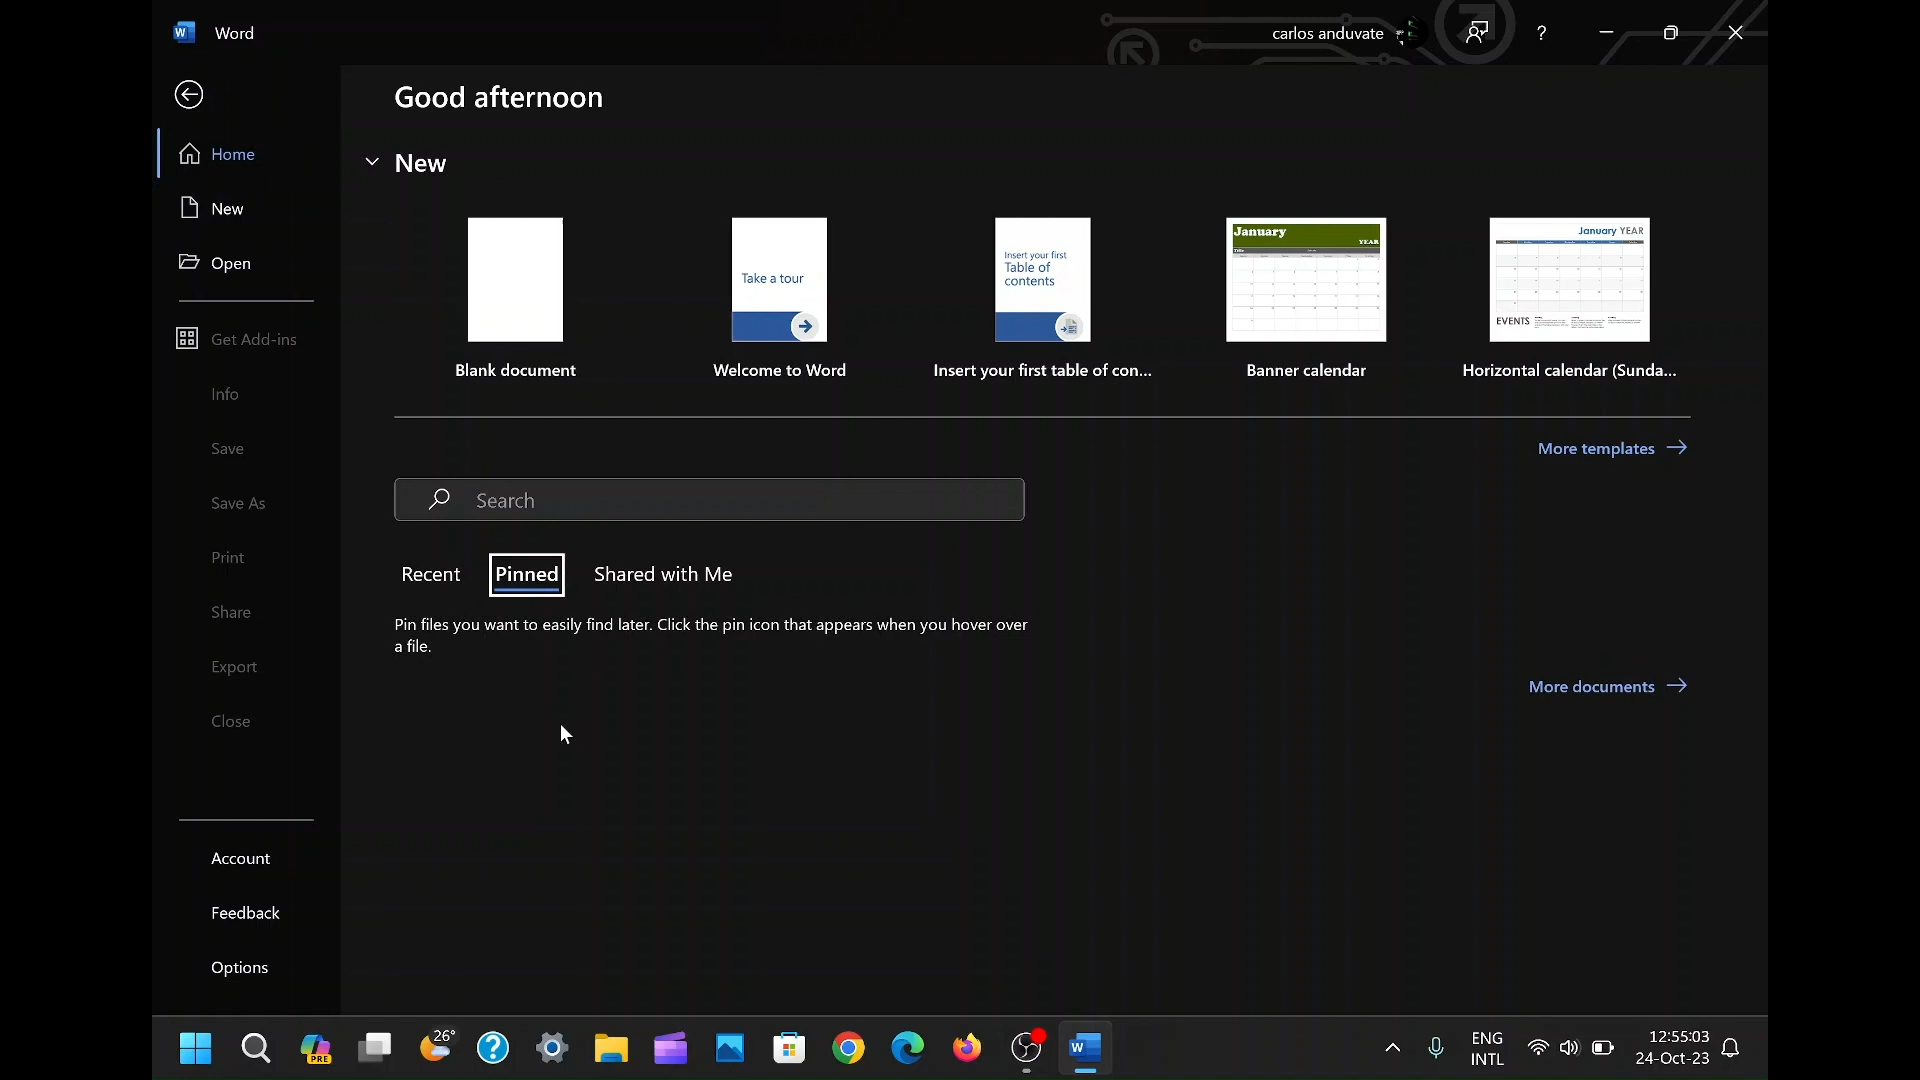 W Word
carlos anduvate
?
Good afternoon
Home
New
Open
Get Add-ins
Info
Save
Save As
Print
Share
Export
Close
Account
Feedback
Options
New
Blank document
Take a tour
Welcome to Word
Insert your first
Table of
contents
Insert your first table of con...
January
YEAR
Banner calendar
January YEAR
EVENTS
Horizontal calendar (Sunda...
More templates
Search
Recent Pinned Shared with Me
Pin files you want to easily find later. Click the pin icon that appears when you hover over
a file.
More documents
PRE
26°
?
W
ENG
INTL
12:55:03
24-Oct-23